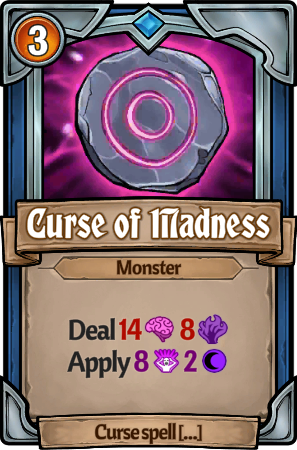 3
Curse of Madness
Monster
Deal 14 8
Apply 8 2
Curse spell [...]